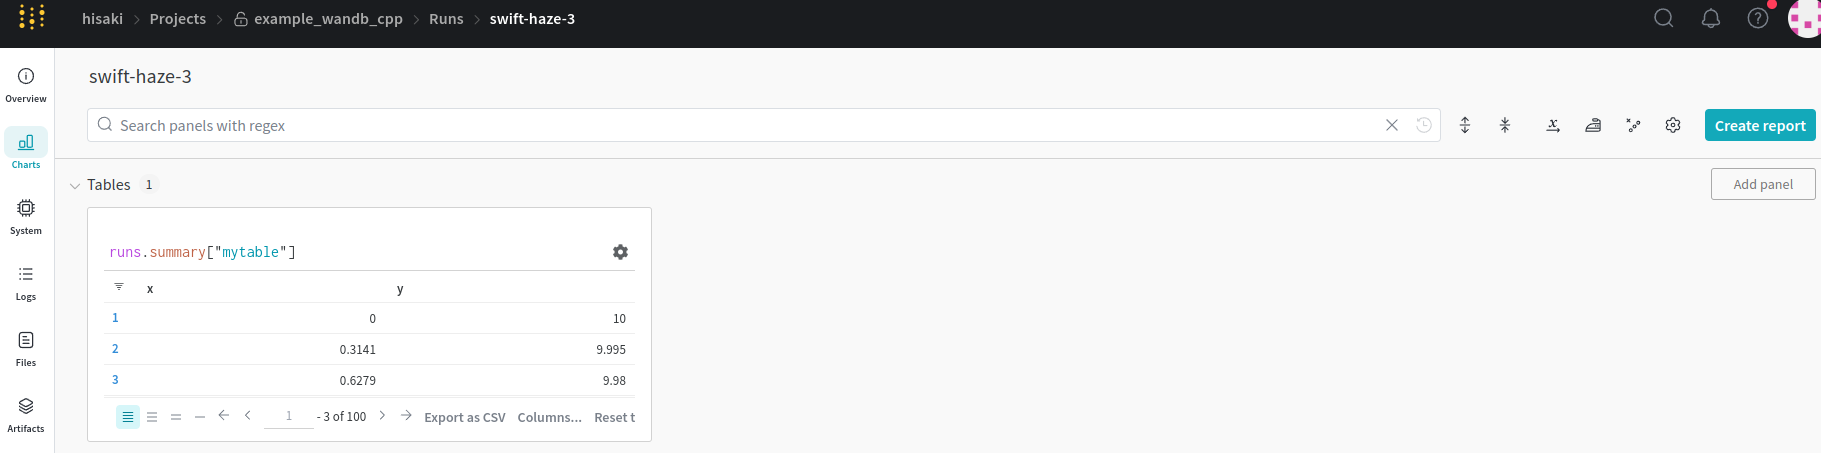 hisaki > Projects > example_wandb_cpp > Runs > swift-haze-3
swift-haze-3
Overview
Search panels with regex
Create report
Charts
Tables 1
Add panel
System
runs.summary["mytable"]
x y
Logs
1 0 10
2 0.3141 9.995
Files
3 0.6279 9.98
1 - 3 of 100 Export as CSV Columns... Reset t
Artifacts